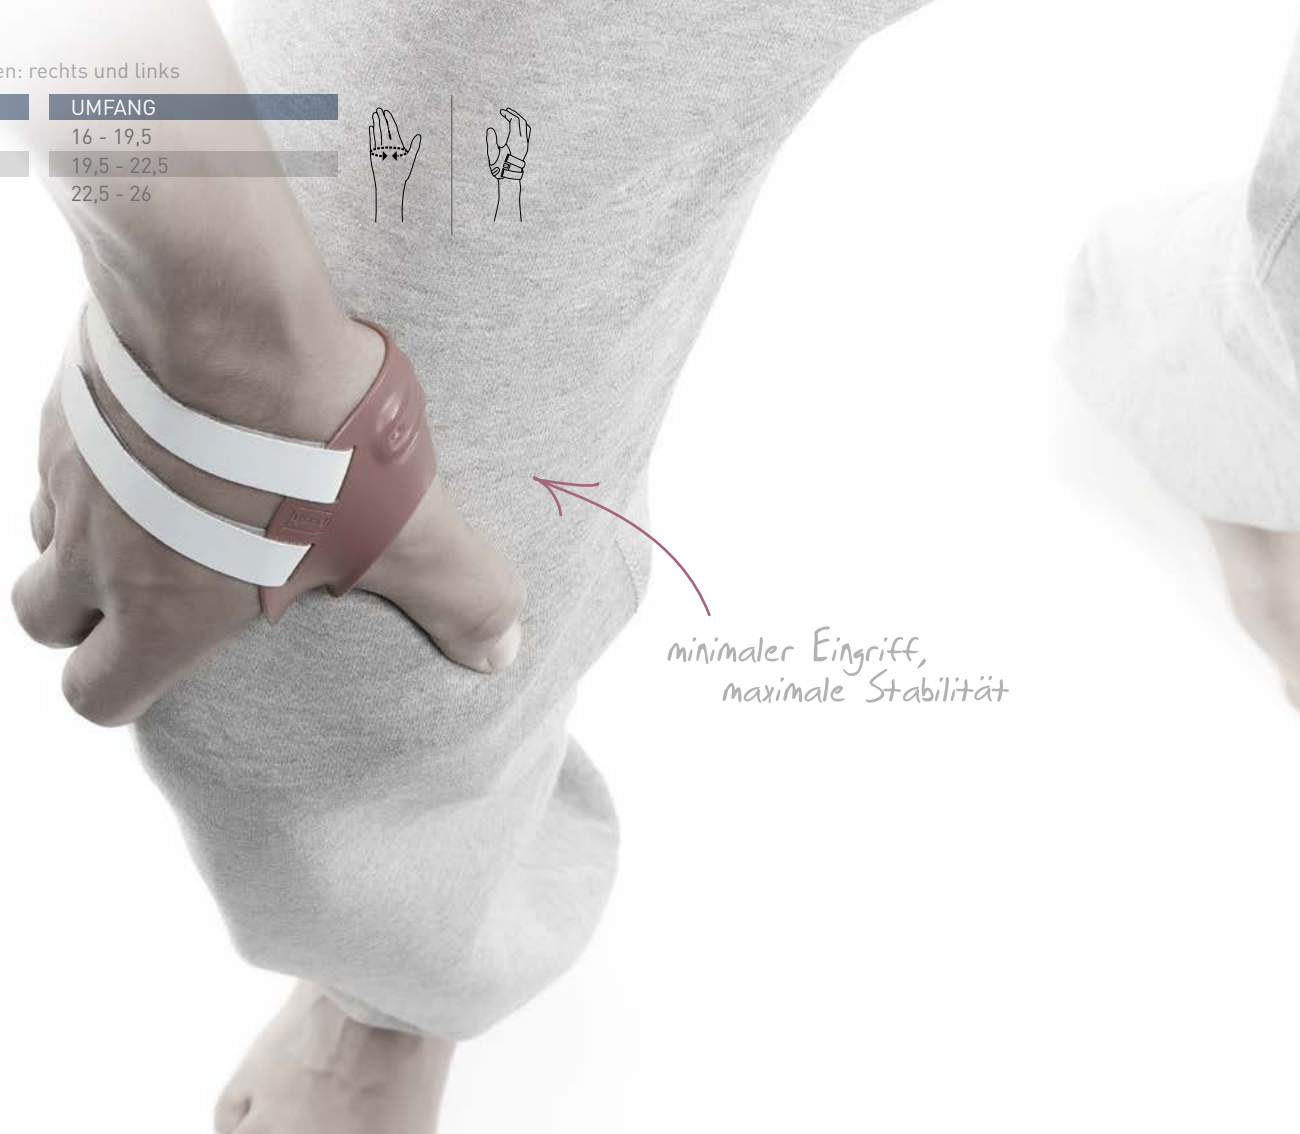 en: rechts und links
UMFANG
16 - 19,5
19,5 - 22,5
22,5 - 26
minimaler Eingriff,
maximale Stabilität